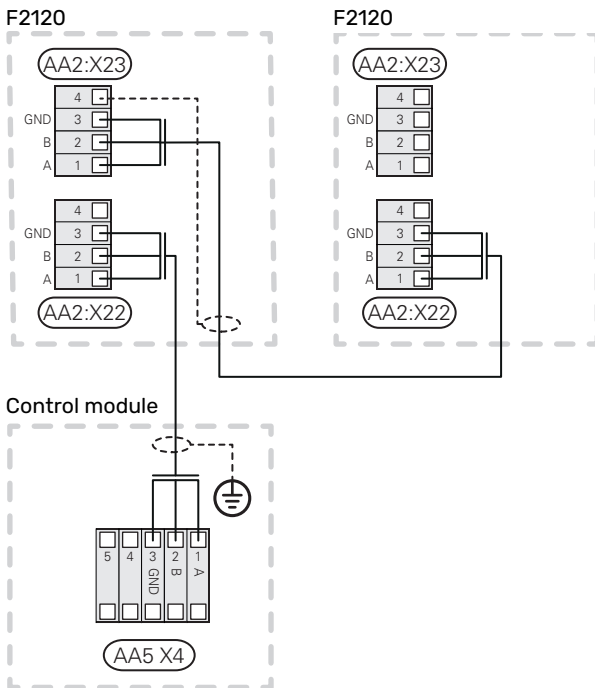 F2120
AA2:X23
4
GND 3
B 2
A 1
4
GND 3
B 2
A 1
AA2:X22
F2120
AA2:X23
4
GND 3
B 2
A 1
4
GND 3
B 2
A 1
AA2:X22
Control module
5 4 3 2 1
GND B A
AA5 X4